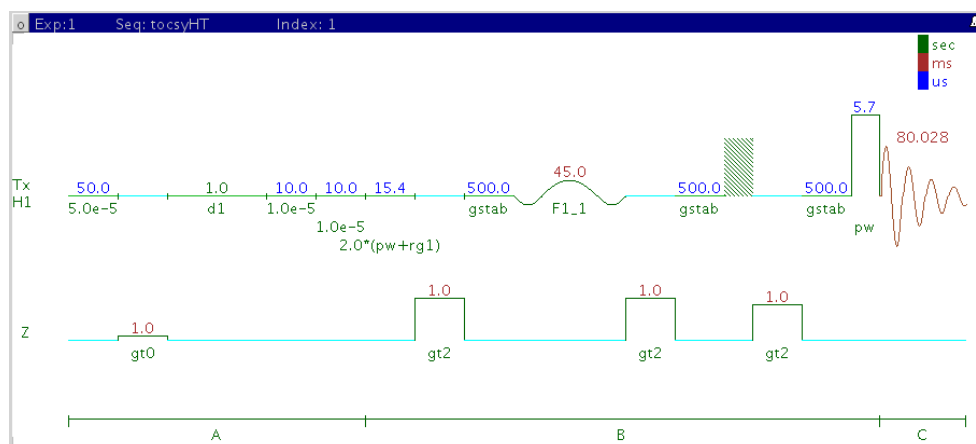 o Exp:1 Seq: tocsyHT Index: 1
sec
ms
us
5.7
80.028
45.0
Tx 50.0 1.0 10.0 10.0 15.4 500.0 500.0 500.0
H1 5.0e-5 d1 1.0e-5 gstab F1_1 gstab gstab
1.0e-5 pw
2.0*(pw+rg1)
1.0 1.0 1.0
Z 1.0
gt0 gt2 gt2 gt2
A B C